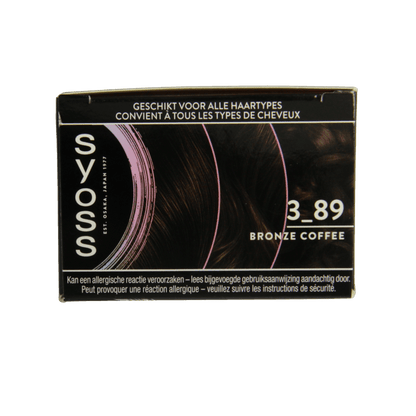 GESCHIKT VOOR ALLE HAARTYPES
CONVIENT À TOUS LES TYPES DE CHEVEUX
syoss
EST. OSAKA, JAPAN 1977
3_89
BRONZE COFFEE
Kan een allergische reactie veroorzaken – lees bijgevoegde gebruiksaanwijzing aandachtig door.
Peut provoquer une réaction allergique – veuillez suivre les instructions de sécurité.